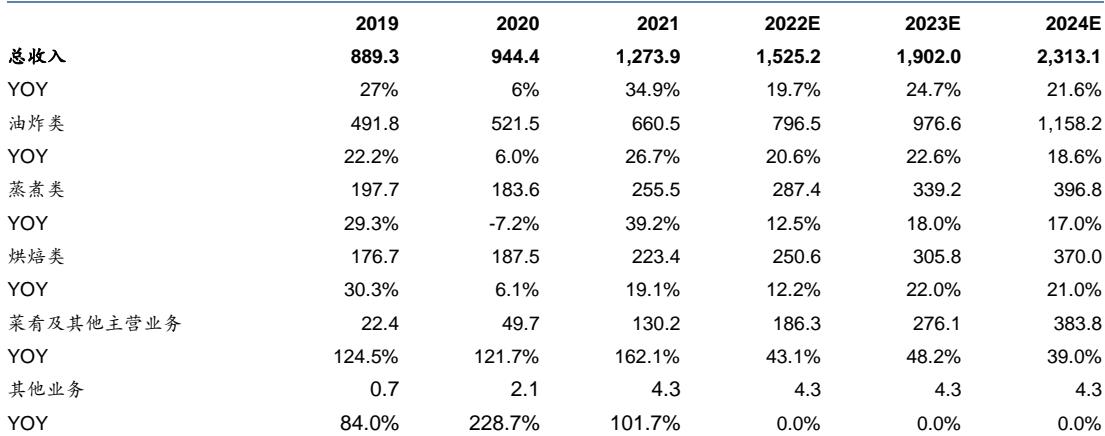 2019 2020 2021 2022E 2023E 2024E
总收入 889.3 944.4 1,273.9 1,525.2 1,902.0 2,313.1
YOY 27% 6% 34.9% 19.7% 24.7% 21.6%
油炸类 491.8 521.5 660.5 796.5 976.6 1,158.2
YOY 22.2% 6.0% 26.7% 20.6% 22.6% 18.6%
蒸煮类 197.7 183.6 255.5 287.4 339.2 396.8
YOY 29.3% -7.2% 39.2% 12.5% 18.0% 17.0%
烘焙类 176.7 187.5 223.4 250.6 305.8 370.0
YOY 30.3% 6.1% 19.1% 12.2% 22.0% 21.0%
菜肴及其他主营业务 22.4 49.7 130.2 186.3 276.1 383.8
YOY 124.5% 121.7% 162.1% 43.1% 48.2% 39.0%
其他业务 0.7 2.1 4.3 4.3 4.3 4.3
YOY 84.0% 228.7% 101.7% 0.0% 0.0% 0.0%